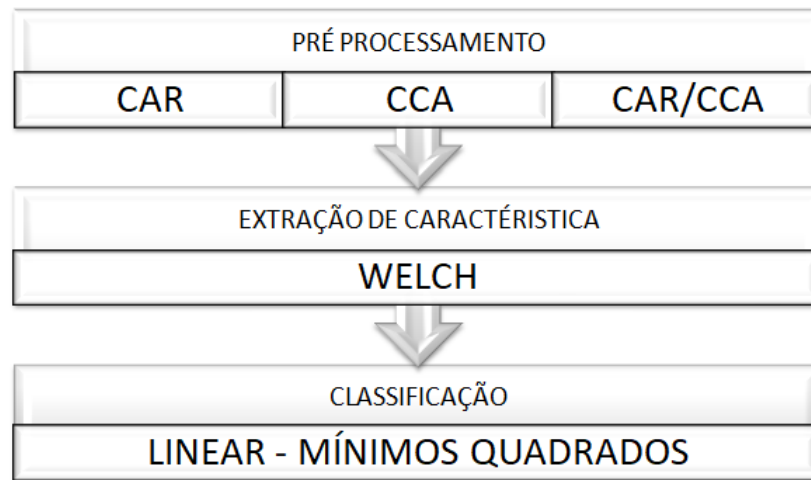 PRÉ PROCESSAMENTO
CAR CCA CAR/CCA
EXTRAÇÃO DE CARACTÉRISTICA
WELCH
CLASSIFICAÇÃO
LINEAR - MÍNIMOS QUADRADOS